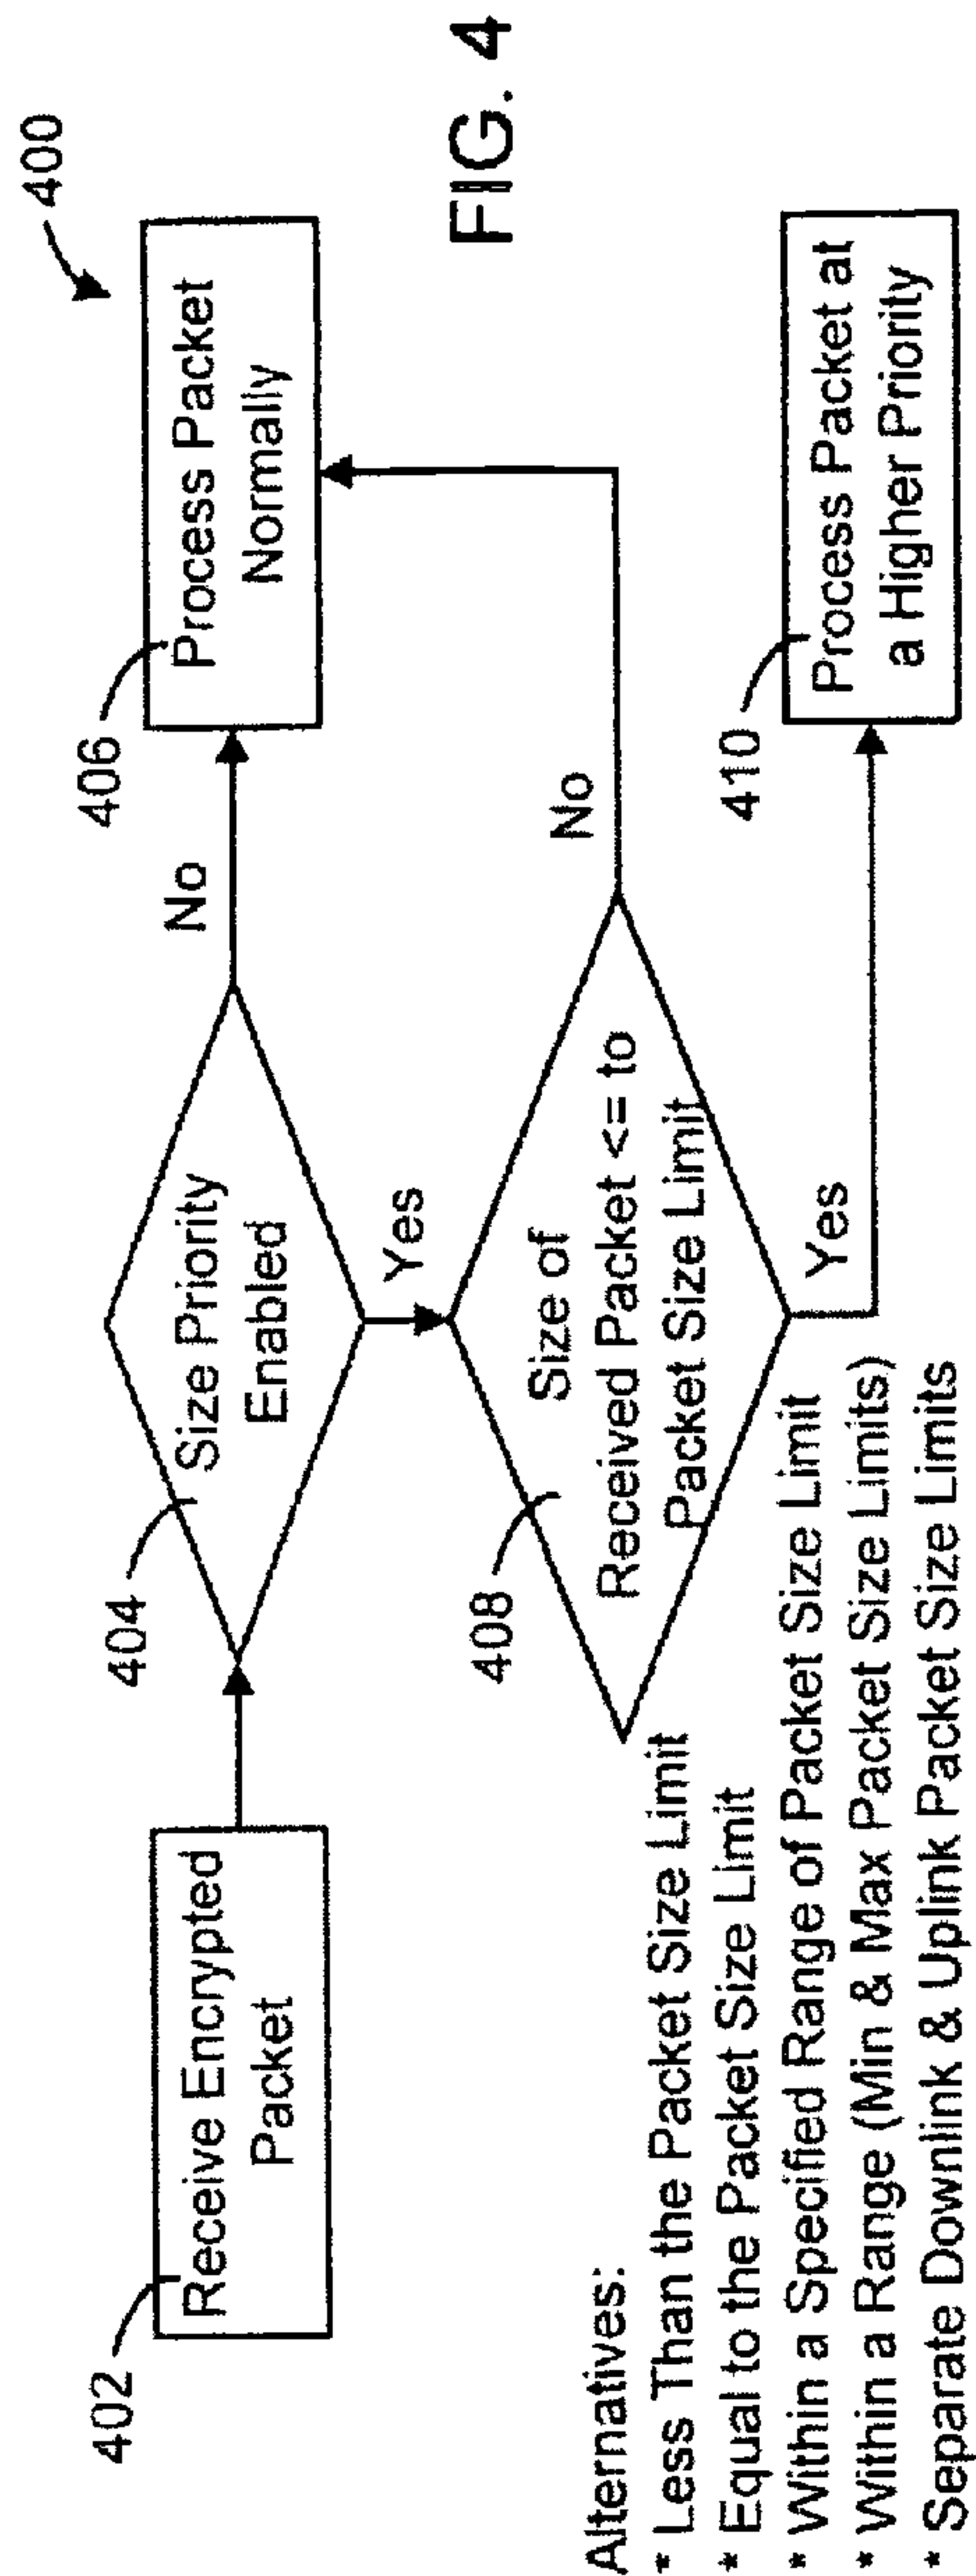 400
402
Receive Encrypted
Packet
404
Size Priority
Enabled
No
406
Process Packet
Normally
Yes
408
Size of
Received Packet <= to
Packet Size Limit
No
Yes
410
Process Packet at
a Higher Priority
Alternatives:
* Less Than the Packet Size Limit
* Equal to the Packet Size Limit
* Within a Specified Range of Packet Size Limit
* Within a Range (Min & Max Packet Size Limits)
* Separate Downlink & Uplink Packet Size Limits
FIG. 4